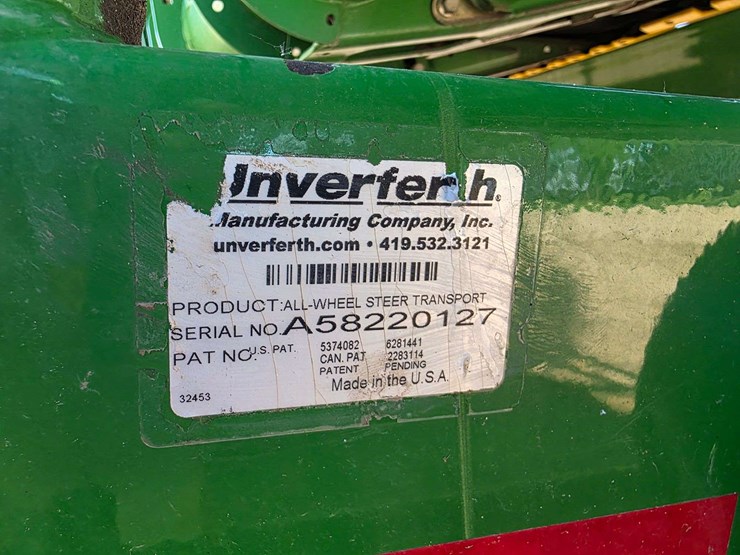 Unverferth®
Manufacturing Company, Inc.
unverferth.com • 419.532.3121
PRODUCT: ALL-WHEEL STEER TRANSPORT
SERIAL NO. A58220127
PAT NO. U.S. PAT. 5374082 6281441
CAN. PAT 2283114
PATENT PENDING
Made in the U.S.A.
32453